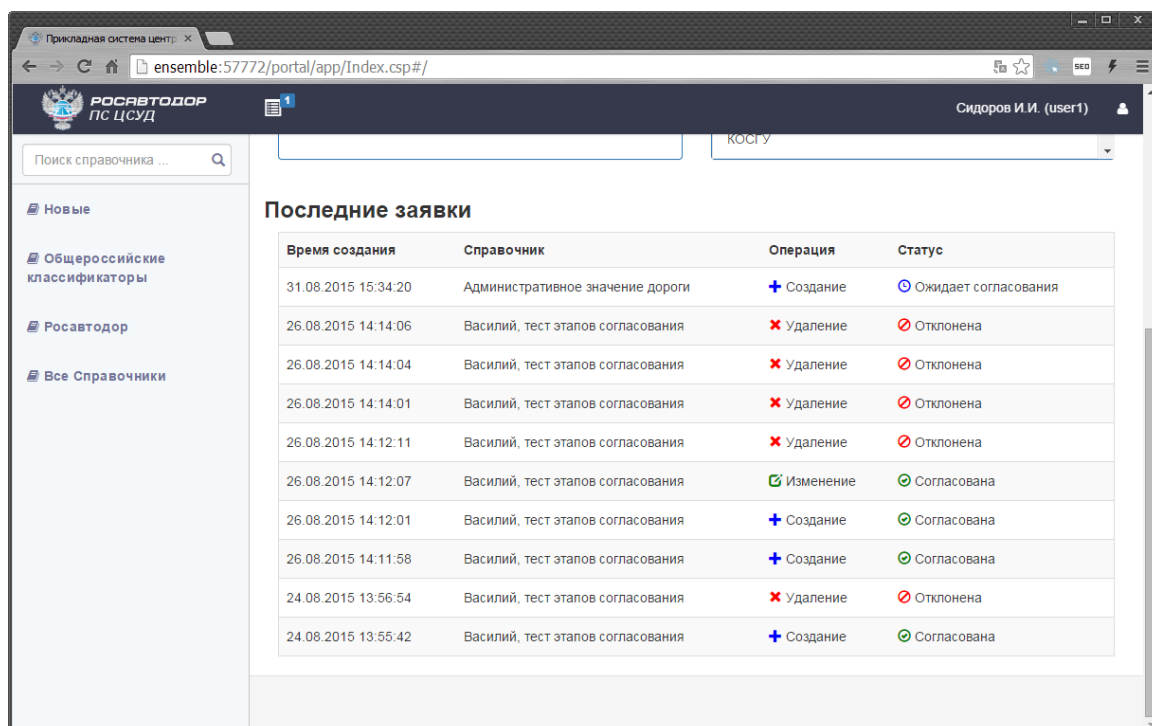 Прикладная система центр
ensemble:57772/portal/app/Index.csp#/
SEO
РОСАВТОДОР
ПС ЦСУД
1
Сидоров И.И. (user1)
Поиск справочника ...
КОСГУ
Новые
Общероссийские
классификаторы
Росавтодор
Все Справочники
Последние заявки
Время создания Справочник Операция Статус
31.08.2015 15:34:20 Административное значение дороги Создание Ожидает согласования
26.08.2015 14:14:06 Василий, тест этапов согласования Удаление Отклонена
26.08.2015 14:14:04 Василий, тест этапов согласования Удаление Отклонена
26.08.2015 14:14:01 Василий, тест этапов согласования Удаление Отклонена
26.08.2015 14:12:11 Василий, тест этапов согласования Удаление Отклонена
26.08.2015 14:12:07 Василий, тест этапов согласования Изменение Согласована
26.08.2015 14:12:01 Василий, тест этапов согласования Создание Согласована
26.08.2015 14:11:58 Василий, тест этапов согласования Создание Согласована
24.08.2015 13:56:54 Василий, тест этапов согласования Удаление Отклонена
24.08.2015 13:55:42 Василий, тест этапов согласования Создание Согласована